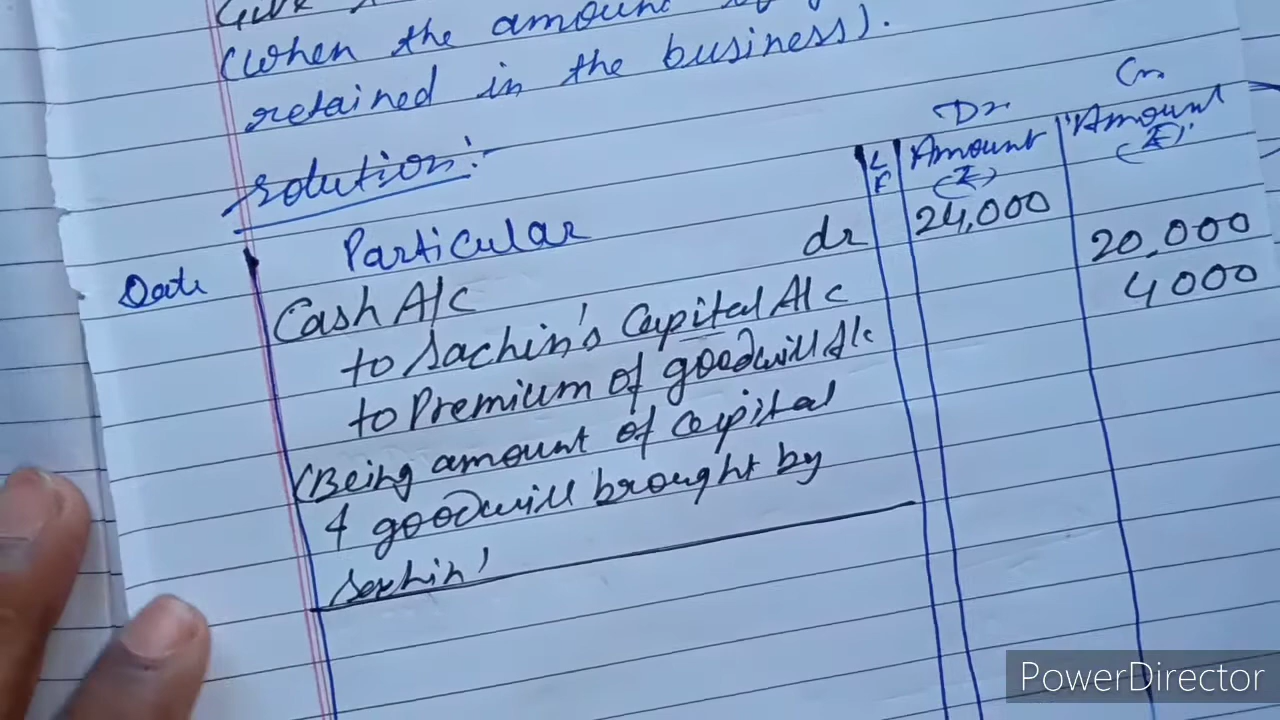 (When the amount
retained in the business).
Solution:-
Date Particular L F Dr Amount (₹) Cr Amount (₹)
Cash A/c dr 24,000
to Sachin's Capital A/c 20,000
to Premium of goodwill A/c 4000
(Being amount of capital
& goodwill brought by
Sachin)
PowerDirector